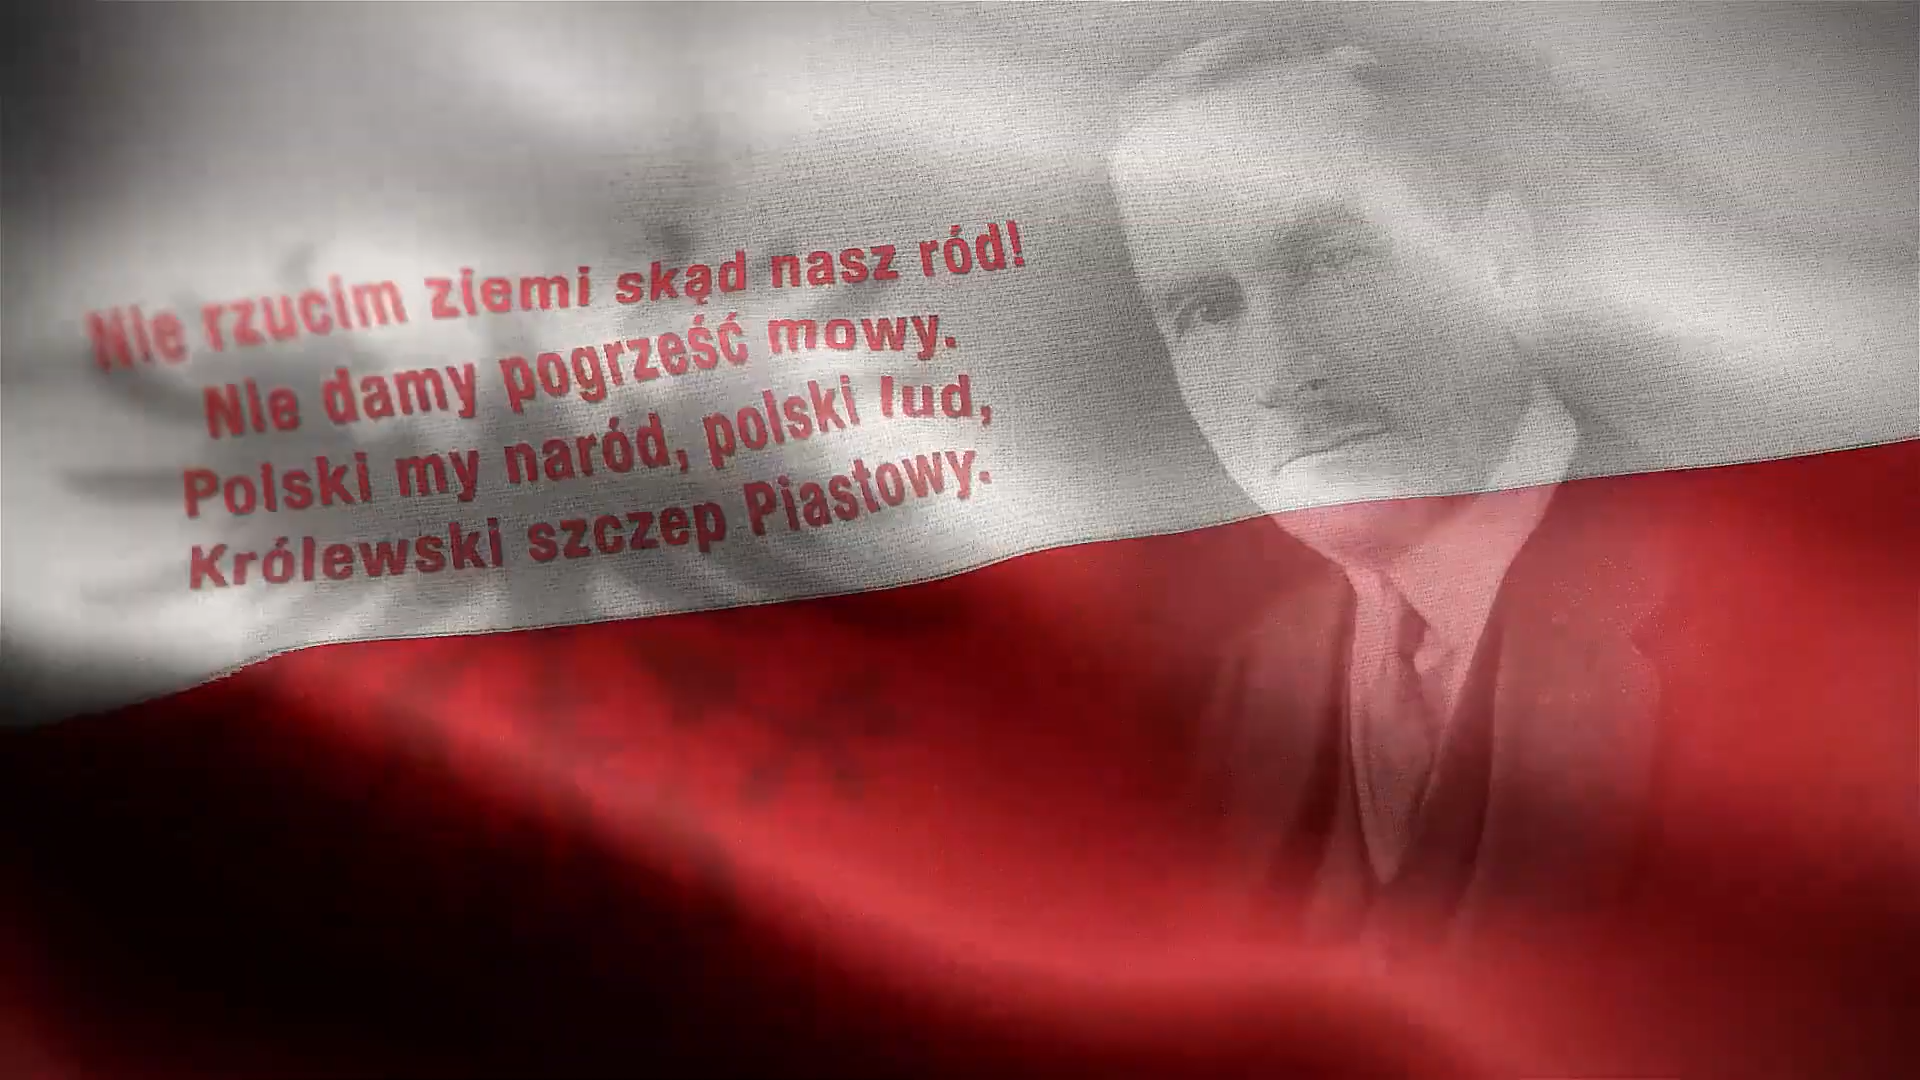 Nie rzucim ziemi skąd nasz ród!
Nie damy pogrześć mowy.
Polski my naród, polski lud,
Królewski szczep Piastowy.